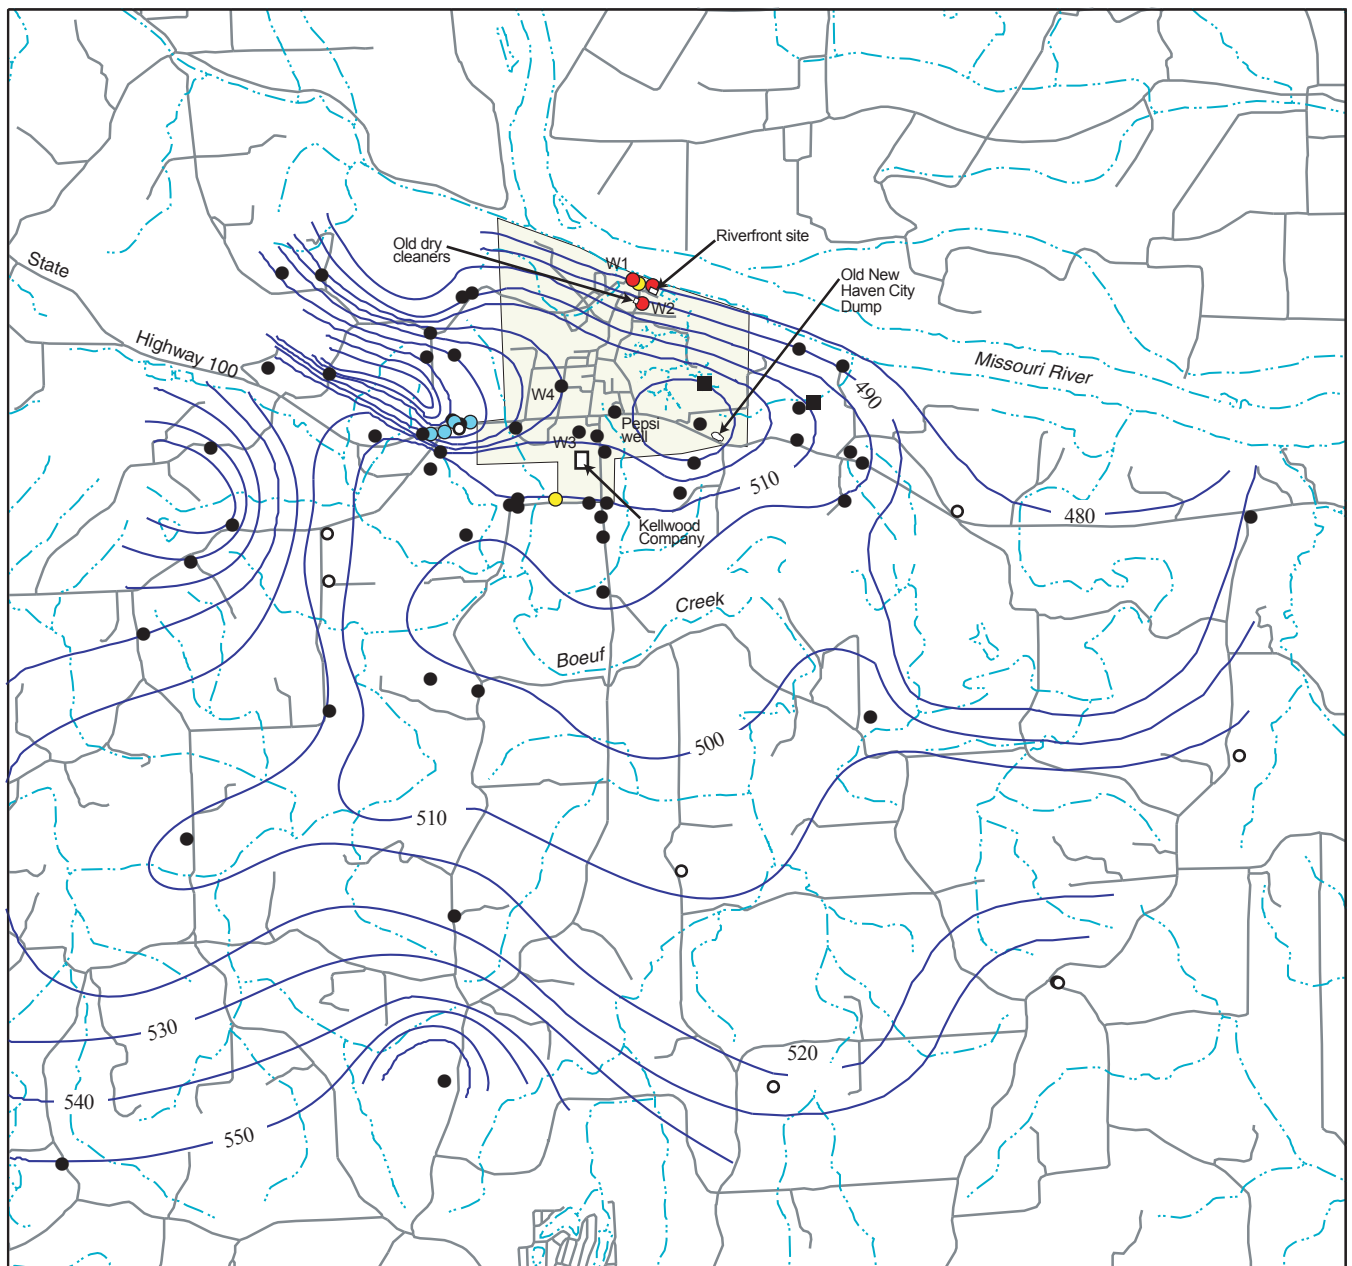 Riverfront site
Old dry
cleaners
State
W1
Old New
Haven City
Dump
W2
Highway 100
Missouri River
490
W4
Pepsi
well
W3
510
480
Kellwood
Company
Creek
Boeuf
500
510
530
520
540
550